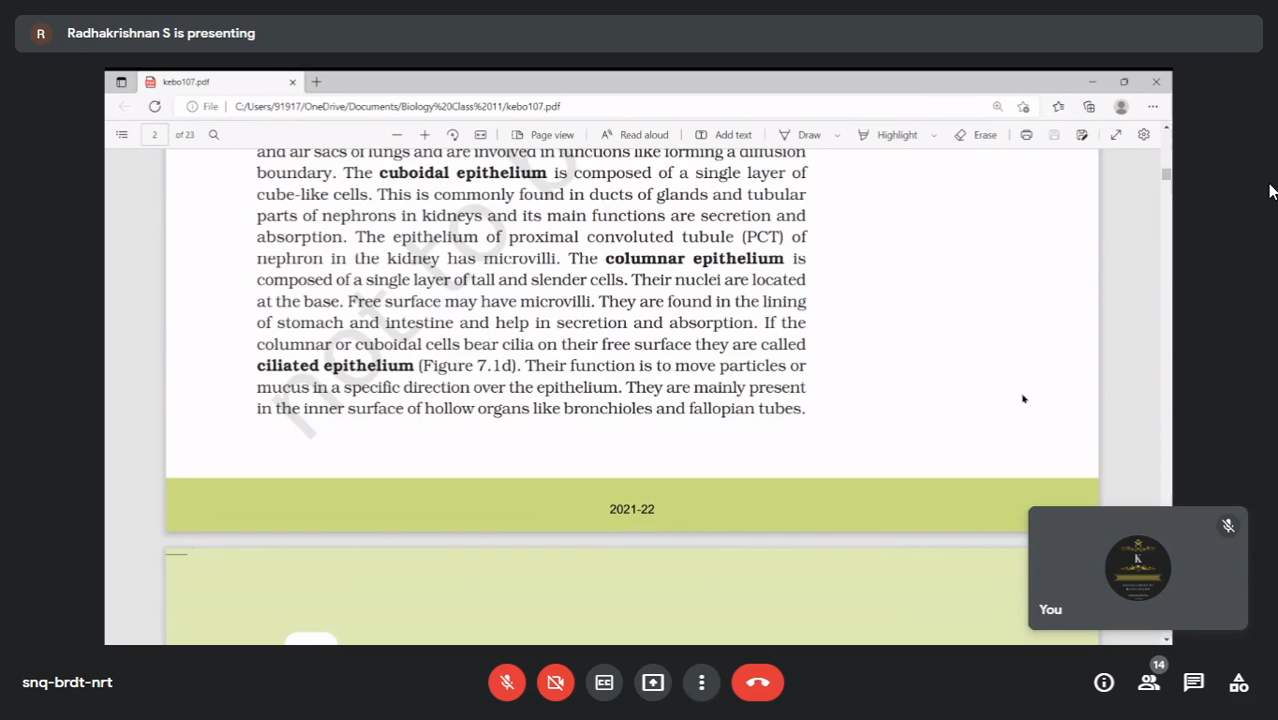 R
Radhakrishnan S is presenting
kebo107.pdf
File | C:/Users/91917/OneDrive/Documents/Biology%20Class%2011/kebo107.pdf
2 of 23
Page view
Read aloud
Add text
Draw
Highlight
Erase
and air sacs of lungs and are involved in functions like forming a diffusion
boundary. The cuboidal epithelium is composed of a single layer of
cube-like cells. This is commonly found in ducts of glands and tubular
parts of nephrons in kidneys and its main functions are secretion and
absorption. The epithelium of proximal convoluted tubule (PCT) of
nephron in the kidney has microvilli. The columnar epithelium is
composed of a single layer of tall and slender cells. Their nuclei are located
at the base. Free surface may have microvilli. They are found in the lining
of stomach and intestine and help in secretion and absorption. If the
columnar or cuboidal cells bear cilia on their free surface they are called
ciliated epithelium (Figure 7.1d). Their function is to move particles or
mucus in a specific direction over the epithelium. They are mainly present
in the inner surface of hollow organs like bronchioles and fallopian tubes.
not to b
2021-22
K
You
snq-brdt-nrt
CC
14